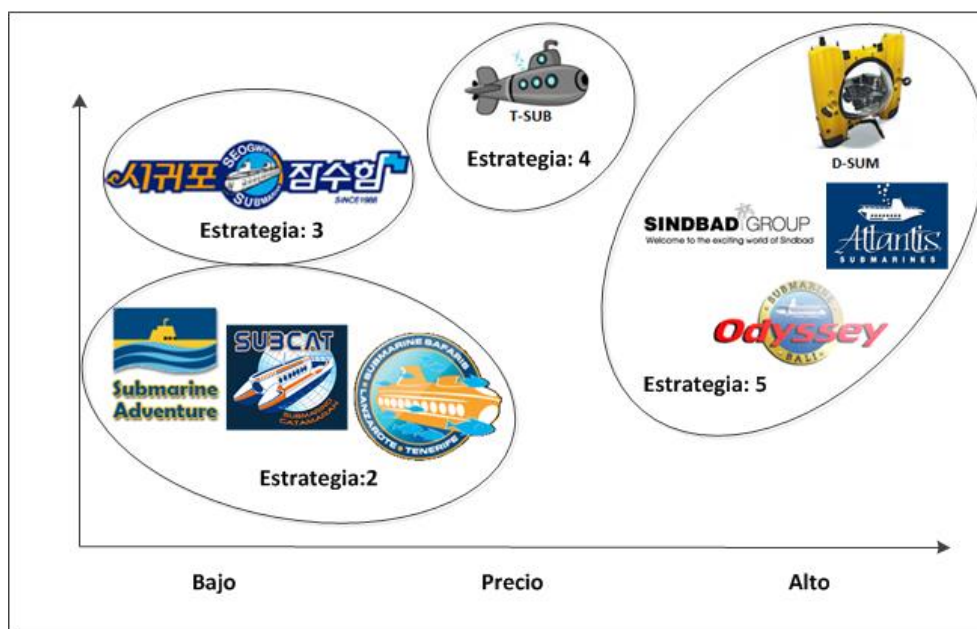 T-SUB
Estrategia: 4
D-SUM
시귀포
SEOGWIPO
SUBMARINE
잠수함
SINCE1988
Estrategia: 3
SINDBAD GROUP
Welcome to the exciting world of Sindbad
Atlantis
SUBMARINES
SUBMARINE
Odyssey
BALI
Estrategia: 5
Submarine
Adventure
SUBCAT
SUBMARINO
CATAMARAN
SUBMARINE SAFARIS
LANZAROTE • TENERIFE
Estrategia:2
Bajo
Precio
Alto